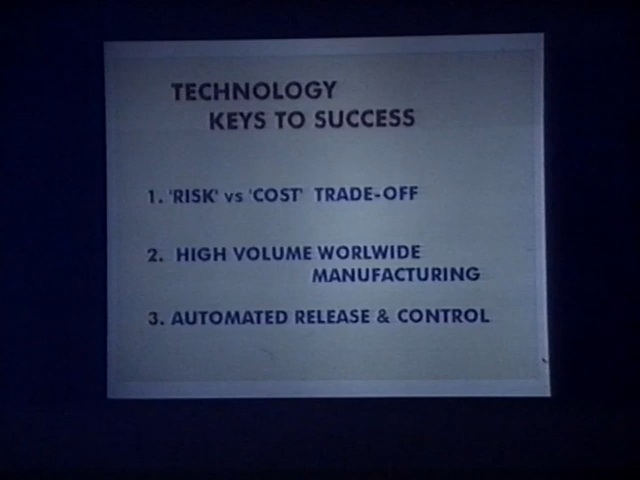 TECHNOLOGY
KEYS TO SUCCESS
1. 'RISK' vs 'COST' TRADE-OFF
2. HIGH VOLUME WORLWIDE
MANUFACTURING
3. AUTOMATED RELEASE & CONTROL